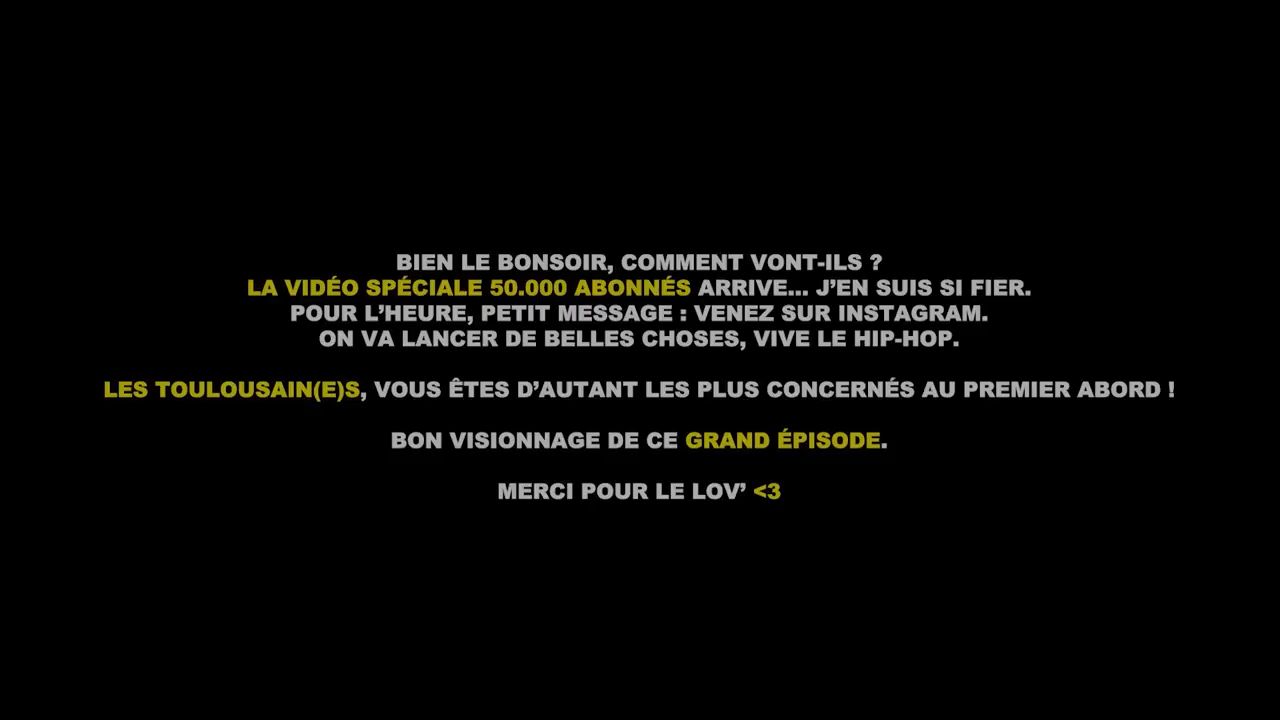 BIEN LE BONSOIR, COMMENT VONT-ILS ?
LA VIDÉO SPÉCIALE 50.000 ABONNÉS ARRIVE... J’EN SUIS SI FIER.
POUR L’HEURE, PETIT MESSAGE : VENEZ SUR INSTAGRAM.
ON VA LANCER DE BELLES CHOSES, VIVE LE HIP-HOP.
LES TOULOUSAIN(E)S, VOUS ÊTES D’AUTANT LES PLUS CONCERNÉS AU PREMIER ABORD !
BON VISIONNAGE DE CE GRAND ÉPISODE.
MERCI POUR LE LOV’ <3